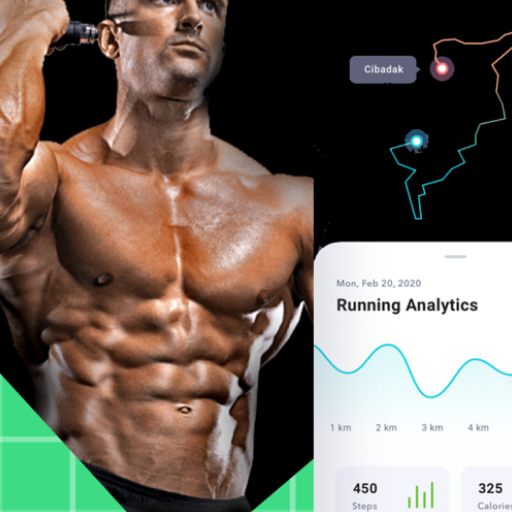 Cibadak
Mon, Feb 20, 2020
Running Analytics
1 km 2 km 3 km 4 km
450 325
Steps Calories